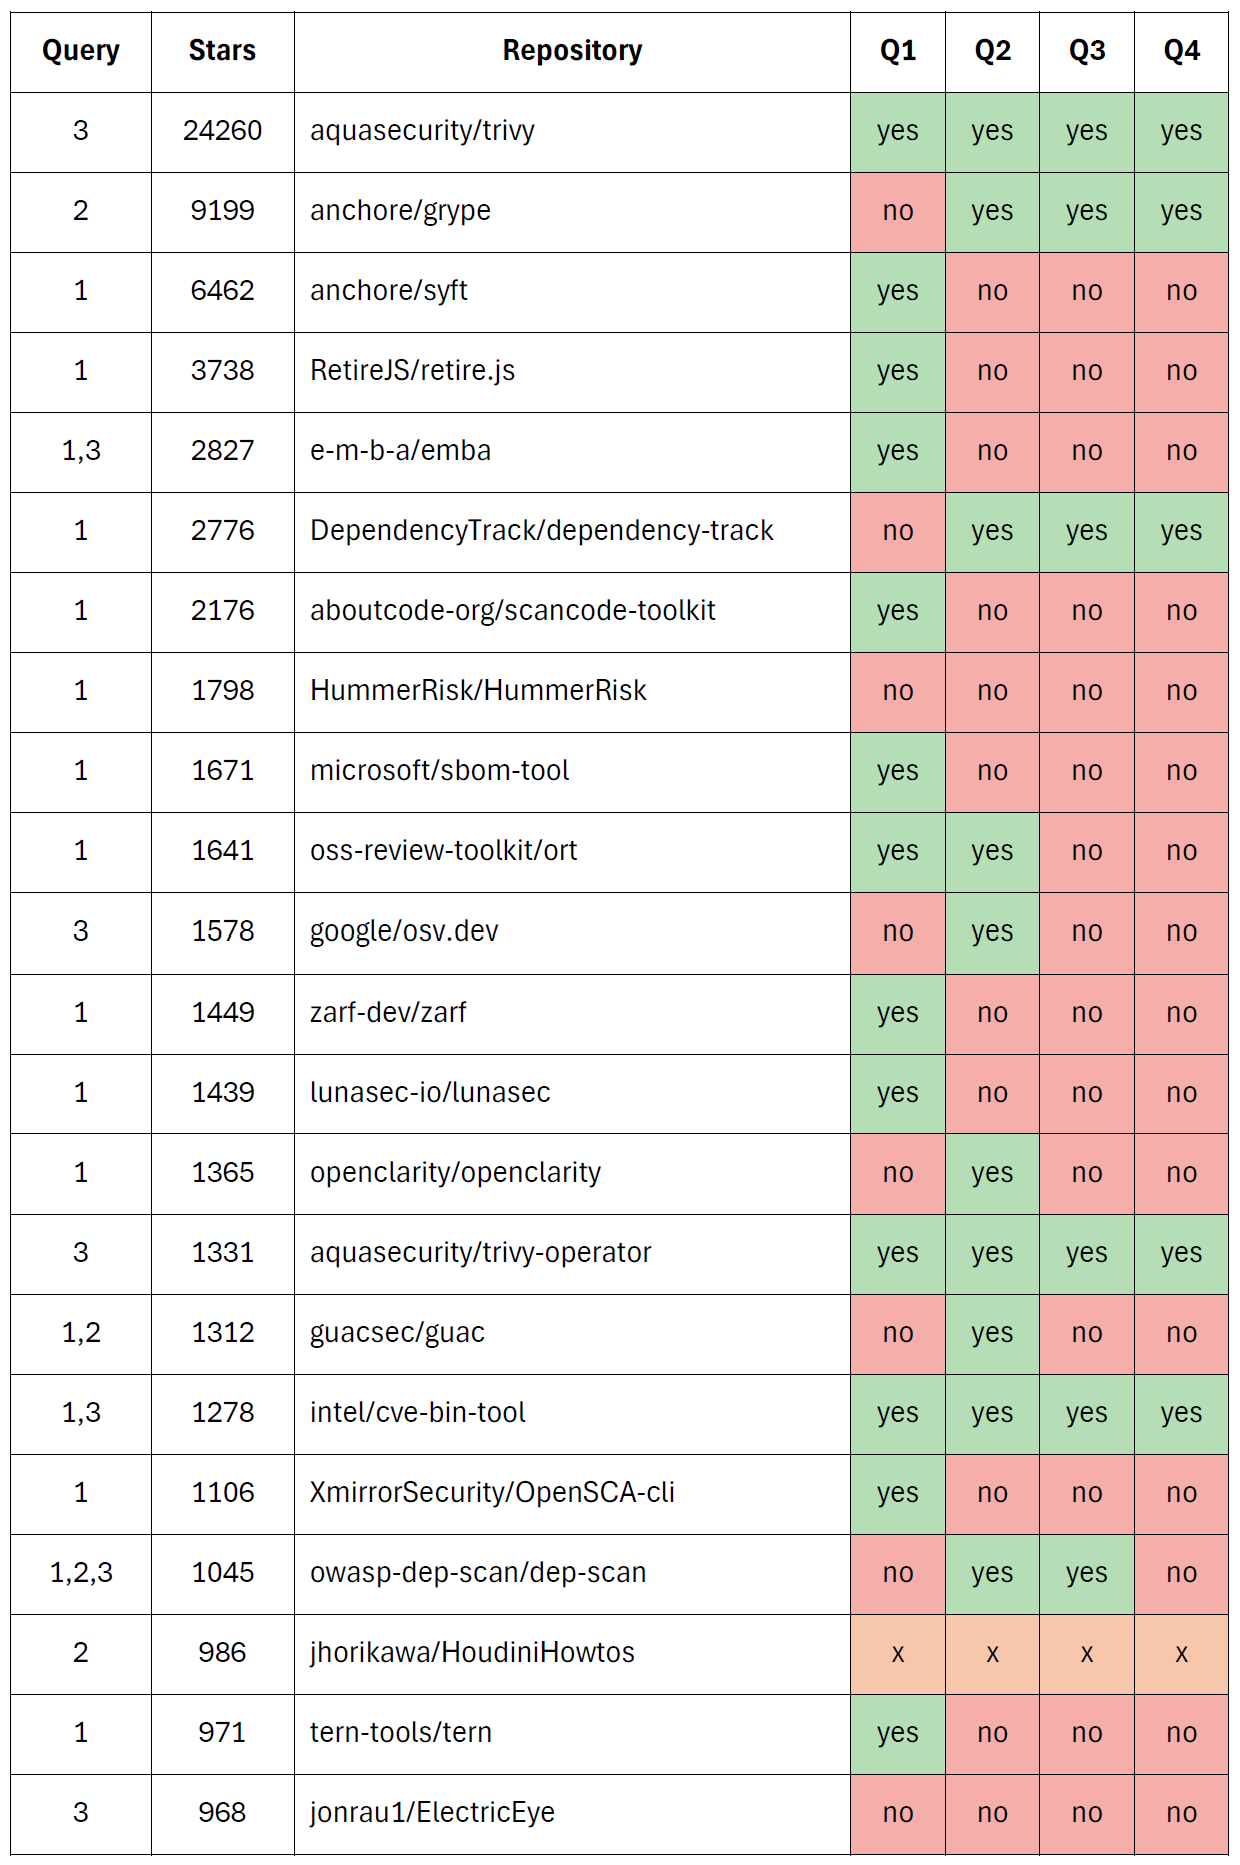 Query Stars Repository Q1 Q2 Q3 Q4
3 24260 aquasecurity/trivy yes yes yes yes
2 9199 anchore/grype no yes yes yes
1 6462 anchore/syft yes no no no
1 3738 RetireJS/retire.js yes no no no
1,3 2827 e-m-b-a/emba yes no no no
1 2776 DependencyTrack/dependency-track no yes yes yes
1 2176 aboutcode-org/scancode-toolkit yes no no no
1 1798 HummerRisk/HummerRisk no no no no
1 1671 microsoft/sbom-tool yes no no no
1 1641 oss-review-toolkit/ort yes yes no no
3 1578 google/osv.dev no yes no no
1 1449 zarf-dev/zarf yes no no no
1 1439 lunasec-io/lunasec yes no no no
1 1365 openclarity/openclarity no yes no no
3 1331 aquasecurity/trivy-operator yes yes yes yes
1,2 1312 guacsec/guac no yes no no
1,3 1278 intel/cve-bin-tool yes yes yes yes
1 1106 XmirrorSecurity/OpenSCA-cli yes no no no
1,2,3 1045 owasp-dep-scan/dep-scan no yes yes no
2 986 jhorikawa/HoudiniHowtos x x x x
1 971 tern-tools/tern yes no no no
3 968 jonrau1/ElectricEye no no no no